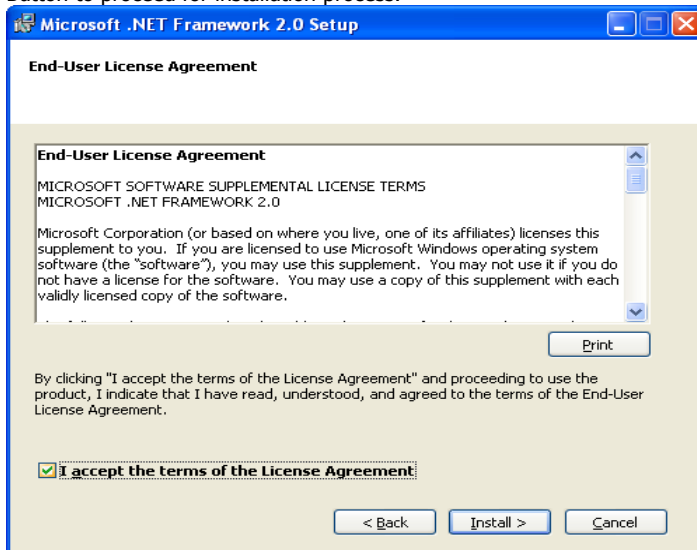 Button to proceed for installation process.
Microsoft .NET Framework 2.0 Setup
End-User License Agreement
End-User License Agreement
MICROSOFT SOFTWARE SUPPLEMENTAL LICENSE TERMS
MICROSOFT .NET FRAMEWORK 2.0
Microsoft Corporation (or based on where you live, one of its affiliates) licenses this
supplement to you.  If you are licensed to use Microsoft Windows operating system
software (the "software"), you may use this supplement.  You may not use it if you do
not have a license for the software.  You may use a copy of this supplement with each
validly licensed copy of the software.
Print
By clicking "I accept the terms of the License Agreement" and proceeding to use the
product, I indicate that I have read, understood, and agreed to the terms of the End-User
License Agreement.
I accept the terms of the License Agreement
< Back
Install >
Cancel